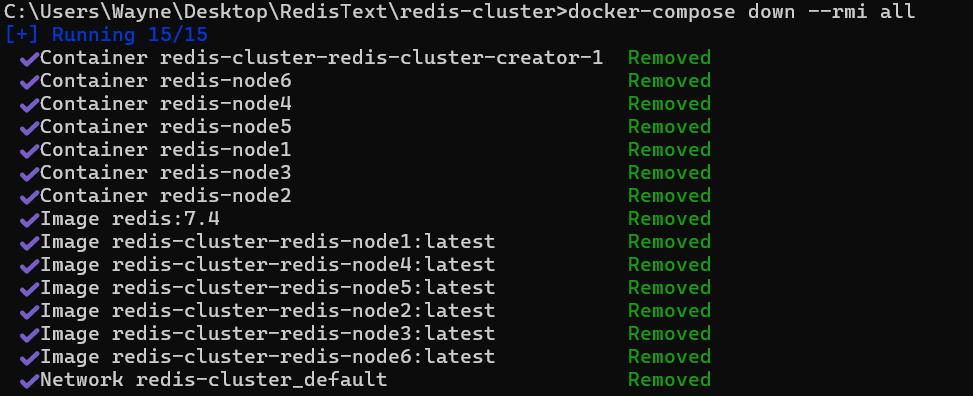 C:\Users\Wayne\Desktop\RedisText\redis-cluster>docker-compose down --rmi all
[+] Running 15/15
✔Container redis-cluster-redis-cluster-creator-1 Removed
✔Container redis-node6 Removed
✔Container redis-node4 Removed
✔Container redis-node5 Removed
✔Container redis-node1 Removed
✔Container redis-node3 Removed
✔Container redis-node2 Removed
✔Image redis:7.4 Removed
✔Image redis-cluster-redis-node1:latest Removed
✔Image redis-cluster-redis-node4:latest Removed
✔Image redis-cluster-redis-node5:latest Removed
✔Image redis-cluster-redis-node2:latest Removed
✔Image redis-cluster-redis-node3:latest Removed
✔Image redis-cluster-redis-node6:latest Removed
✔Network redis-cluster_default Removed